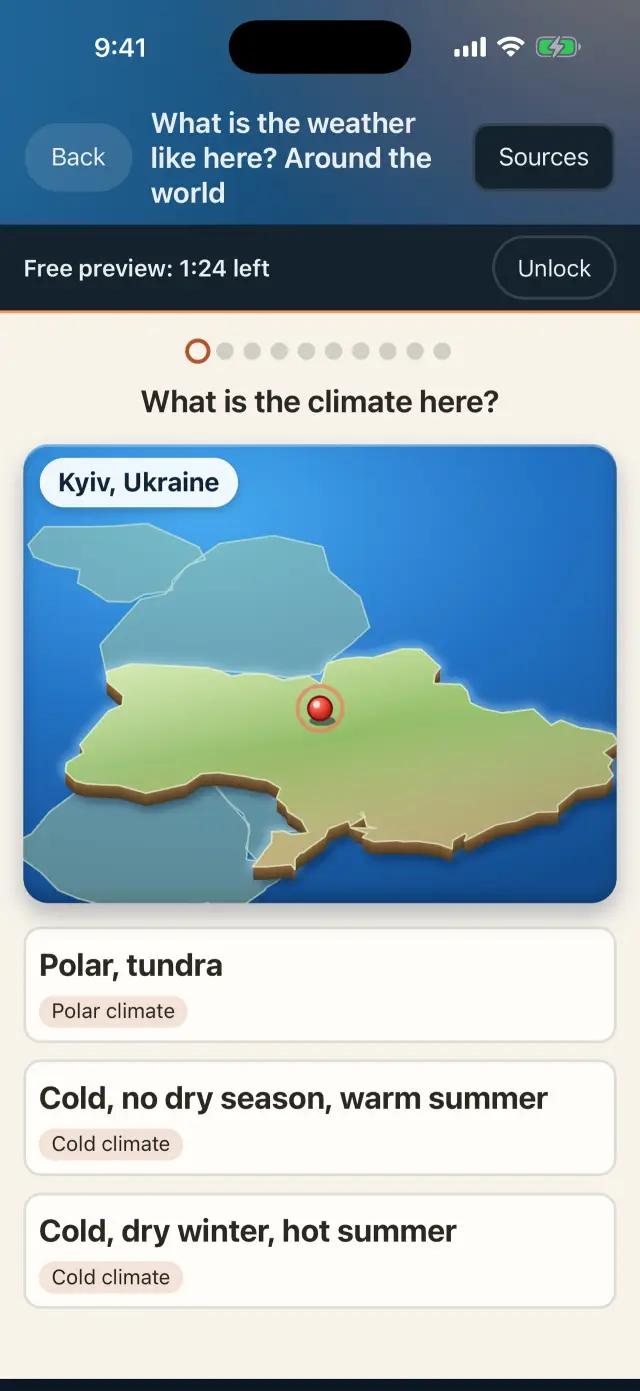 9:41
Back
What is the weather
like here? Around the
world
Sources
Free preview: 1:24 left
Unlock
What is the climate here?
Kyiv, Ukraine
Polar, tundra
Polar climate
Cold, no dry season, warm summer
Cold climate
Cold, dry winter, hot summer
Cold climate